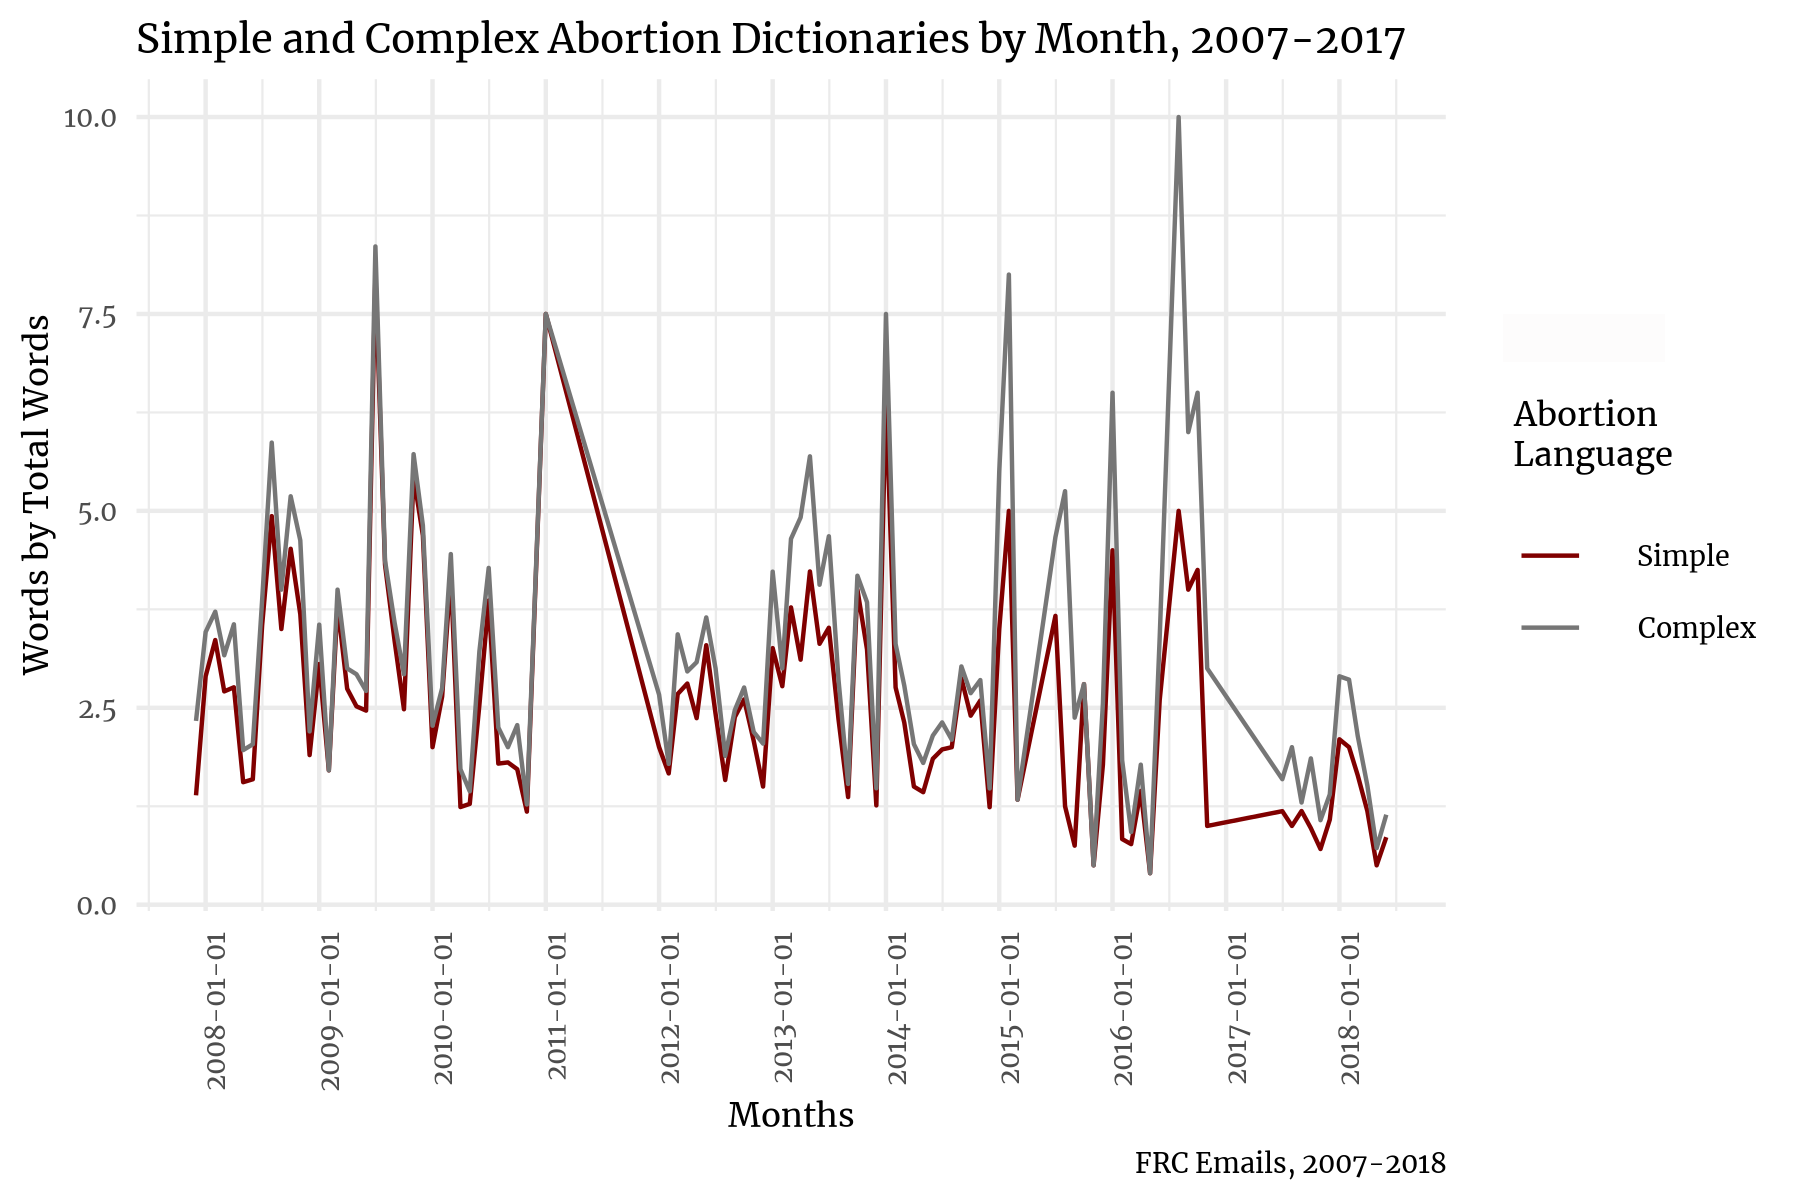 Simple and Complex Abortion Dictionaries by Month, 2007-2017
Words by Total Words
10.0
7.5
5.0
2.5
0.0
2008-01-01
2009-01-01
2010-01-01
2011-01-01
2012-01-01
2013-01-01
2014-01-01
2015-01-01
2016-01-01
2017-01-01
2018-01-01
Months
Abortion
Language
Simple
Complex
FRC Emails, 2007-2018